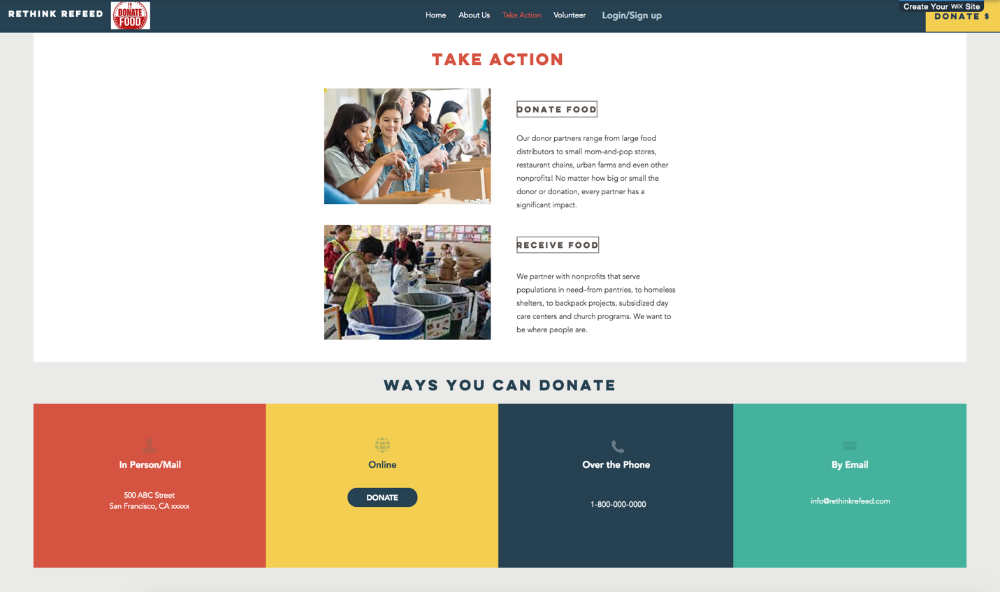 RETHINK REFEED
DONATE
FOOD
Home
About Us
Take Action
Volunteer
Login/Sign up
Create Your WiX Site
DONATE $
TAKE ACTION
DONATE FOOD
Our donor partners range from large food
distributors to small mom-and-pop stores,
restaurant chains, urban farms and even other
nonprofits! No matter how big or small the
donor or donation, every partner has a
significant impact.
RECEIVE FOOD
We partner with nonprofits that serve
populations in need–from pantries, to homeless
shelters, to backpack projects, subsidized day
care centers and church programs. We want to
be where people are.
WAYS YOU CAN DONATE
In Person/Mail
500 ABC Street
San Francisco, CA xxxxx
Online
DONATE
Over the Phone
1-800-000-0000
By Email
info@rethinkrefeed.com